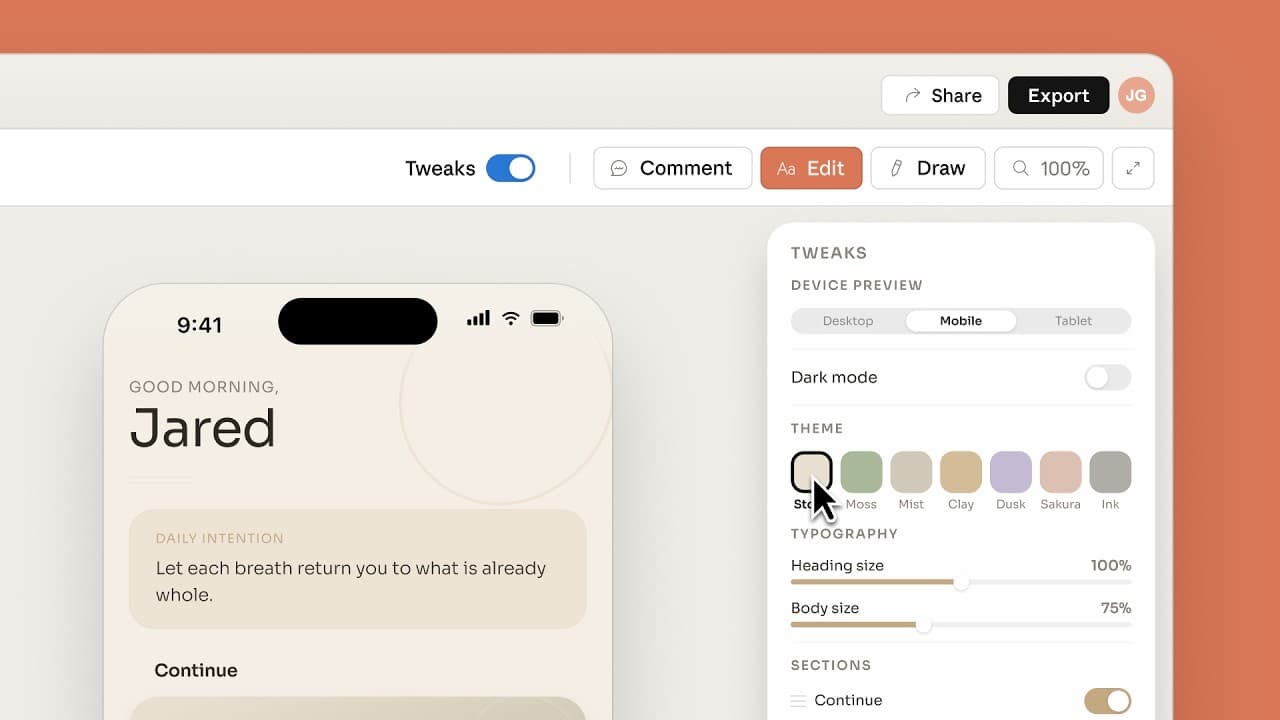 Share
Export
JG
Tweaks
Comment
Aa Edit
Draw
100%
9:41
GOOD MORNING,
Jared
DAILY INTENTION
Let each breath return you to what is already
whole.
Continue
TWEAKS
DEVICE PREVIEW
Desktop Mobile Tablet
Dark mode
THEME
Moss Mist Clay Dusk Sakura Ink
TYPOGRAPHY
Heading size 100%
Body size 75%
SECTIONS
Continue